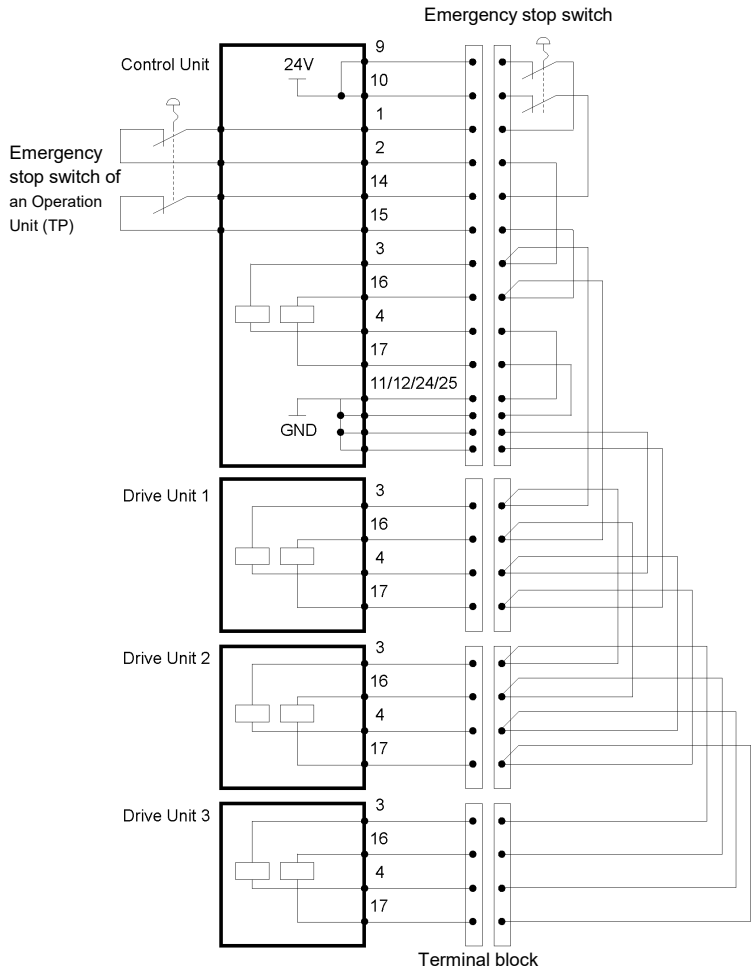 Emergency stop switch
Control Unit
24V
9
10
1
2
14
15
3
16
4
17
11/12/24/25
GND
Emergency
stop switch of
an Operation
Unit (TP)
Drive Unit 1
3
16
4
17
Drive Unit 2
3
16
4
17
Drive Unit 3
3
16
4
17
Terminal block